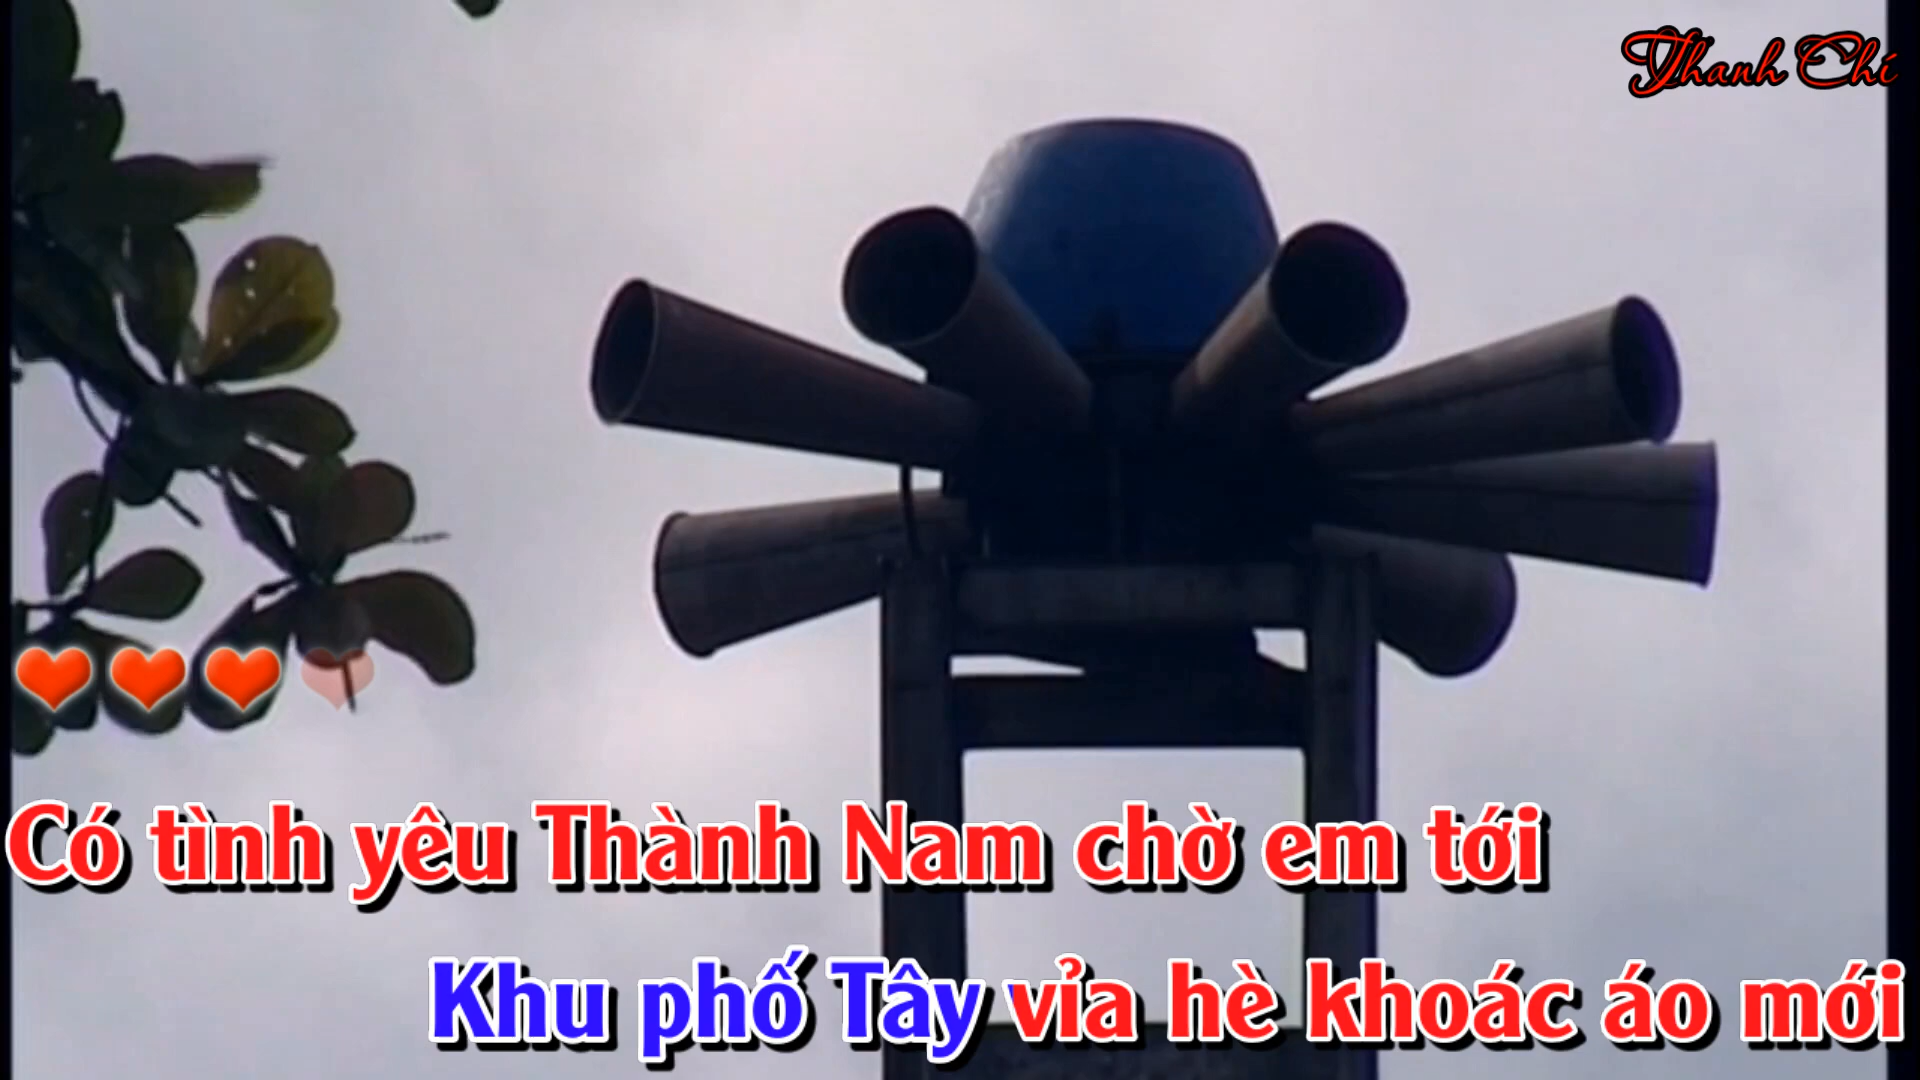 Thanh Chí
Có tình yêu Thành Nam chờ em tới
Khu phố Tây vỉa hè khoác áo mới